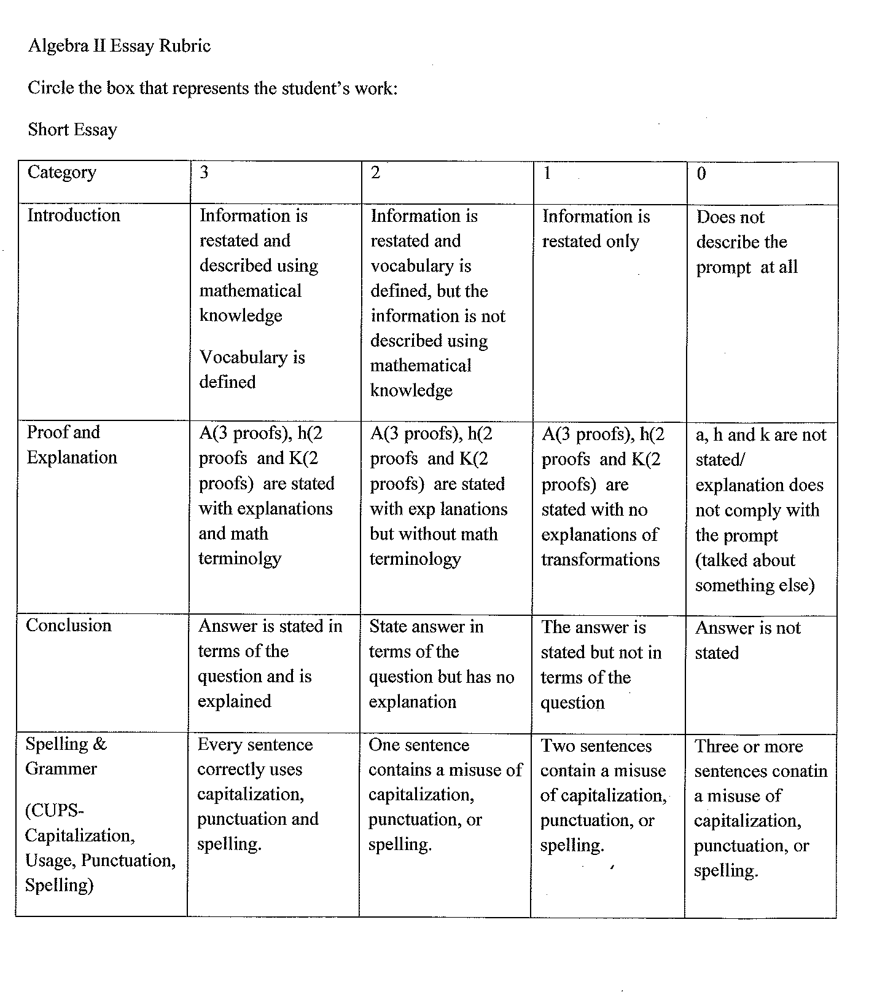 Algebra II Essay Rubric
Circle the box that represents the student's work:
Short Essay
Category
3
2
1
0
Introduction
Information is
restated and
described using
mathematical
knowledge
Vocabulary is
defined
Information is
restated and
vocabulary is
defined, but the
information is not
described using
mathematical
knowledge
Information is
restated only
Does not
describe the
prompt at all
Proof and
Explanation
A(3 proofs), h(2
proofs and K(2
proofs) are stated
with explanations
and math
terminolgy
A(3 proofs), h(2
proofs and K(2
proofs) are stated
with exp lanations
but without math
terminology
A(3 proofs), h(2
proofs and K(2
proofs) are
stated with no
explanations of
transformations
a, h and k are not
stated/
explanation does
not comply with
the prompt
(talked about
something else)
Conclusion
Answer is stated in
terms of the
question and is
explained
State answer in
terms of the
question but has no
explanation
The answer is
stated but not in
terms of the
question
Answer is not
stated
Spelling &
Grammer
(CUPS-
Capitalization,
Usage, Punctuation,
Spelling)
Every sentence
correctly uses
capitalization,
punctuation and
spelling.
One sentence
contains a misuse of
capitalization,
punctuation, or
spelling.
Two sentences
contain a misuse
of capitalization,
punctuation, or
spelling.
Three or more
sentences conatin
a misuse of
capitalization,
punctuation, or
spelling.